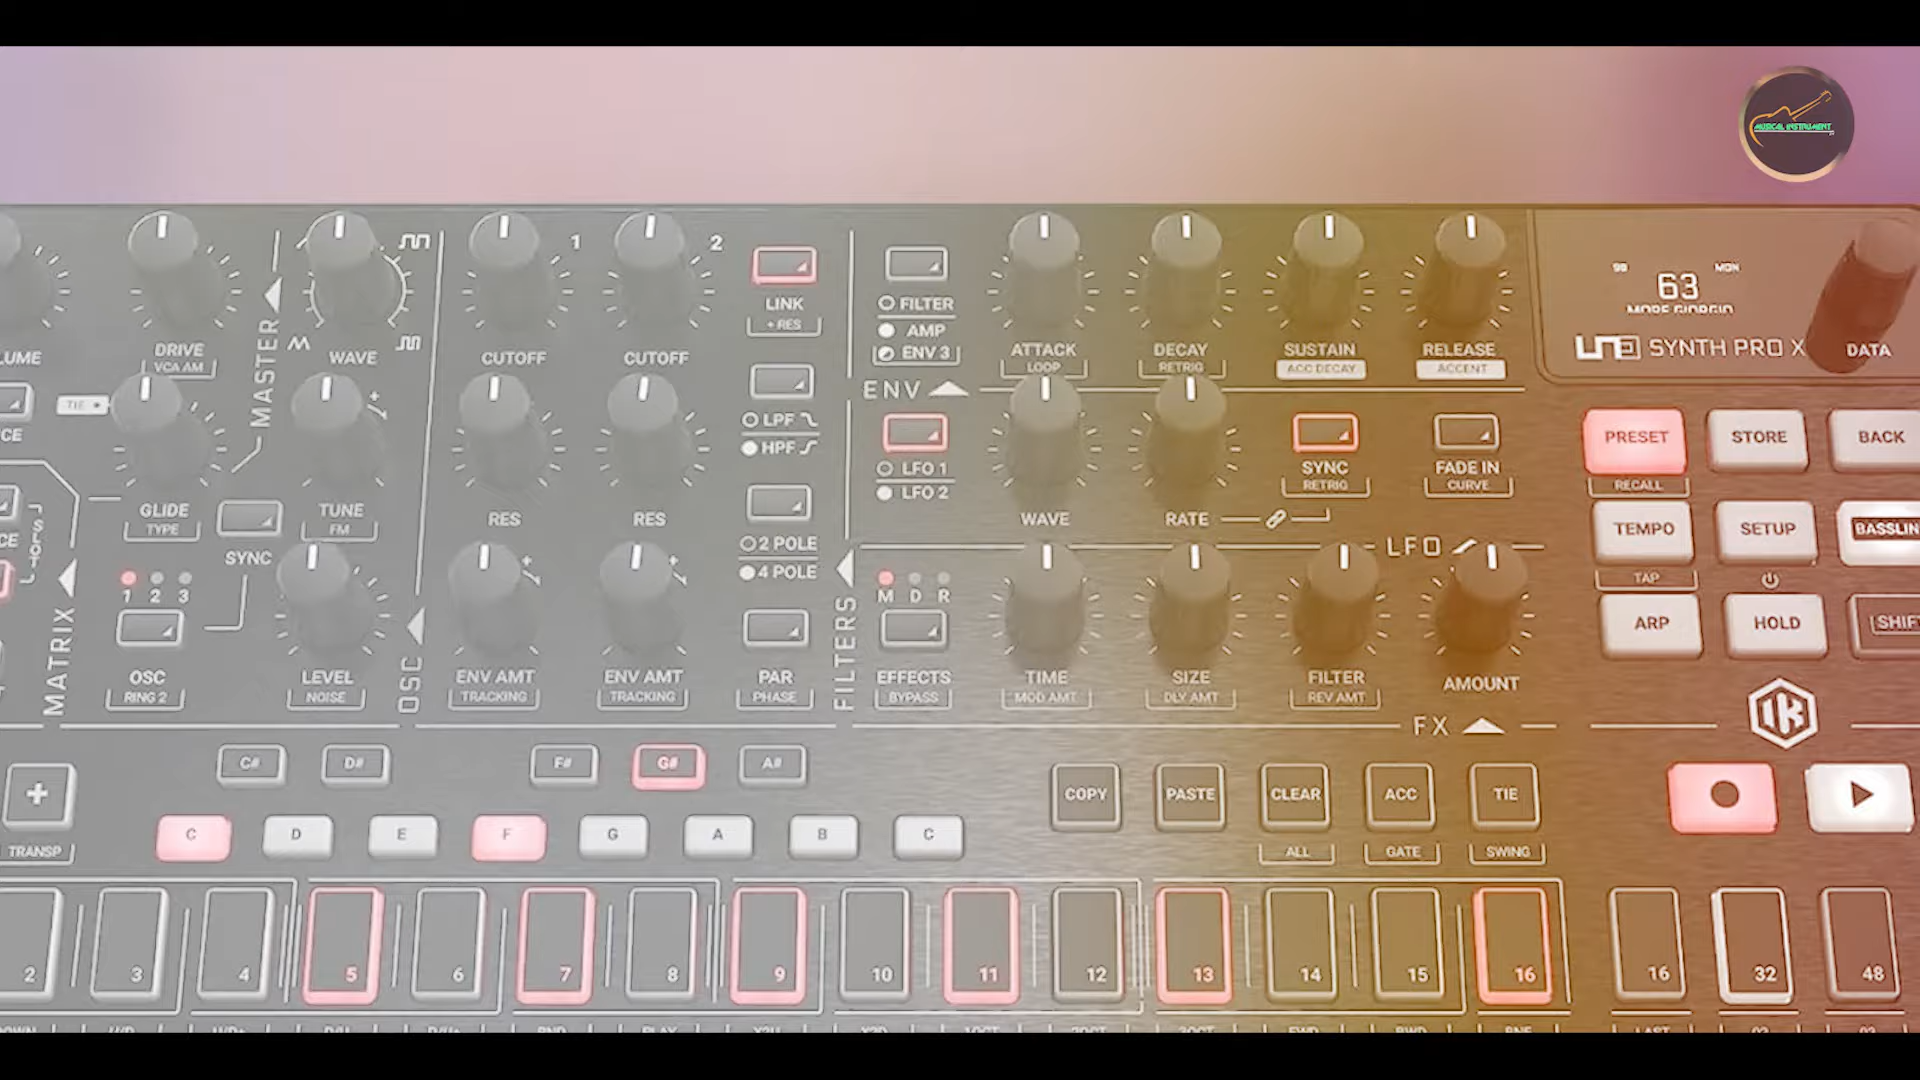 MUSICAL INSTRUMENT
1
2
LINK
+ RES
FILTER
AMP
ENV 3
DRIVE
VCA AM
WAVE
CUTOFF
CUTOFF
ATTACK
LOOP
DECAY
RETRIG
SUSTAIN
ACC DECAY
RELEASE
ACCENT
63
MORE GIORGIO
UNO SYNTH PRO X
DATA
MASTER
ENV
TIE
LPF
HPF
LFO 1
LFO 2
SYNC
RETRIG
FADE IN
CURVE
PRESET
STORE
BACK
RECALL
GLIDE
TYPE
TUNE
FM
RES
RES
WAVE
RATE
TEMPO
SETUP
TAP
SYNC
2 POLE
4 POLE
LFO
1 2 3
M D R
ARP
HOLD
MATRIX
OSC
FILTERS
OSC
RING 2
LEVEL
NOISE
ENV AMT
TRACKING
ENV AMT
TRACKING
PAR
PHASE
EFFECTS
BYPASS
TIME
MOD AMT
SIZE
DLY AMT
FILTER
REV AMT
AMOUNT
FX
IK
C#
D#
F#
G#
A#
COPY
PASTE
CLEAR
ACC
TIE
C
D
E
F
G
A
B
C
TRANSP
ALL
GATE
SWING
2
3
4
5
6
7
8
9
10
11
12
13
14
15
16
16
32
48